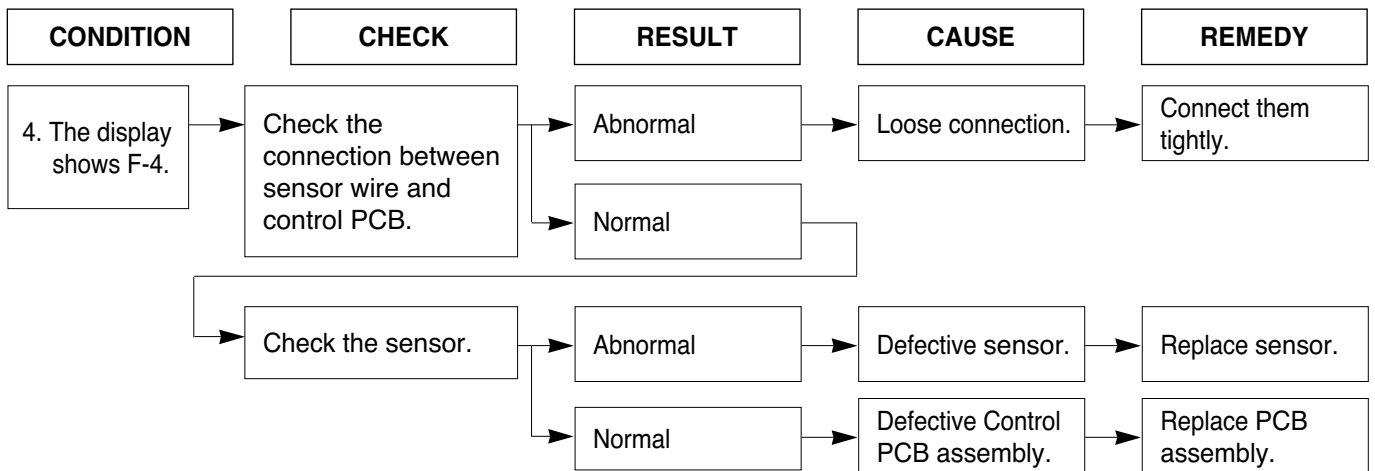 CONDITION
CHECK
RESULT
CAUSE
REMEDY
4. The display
shows F-4.
Check the
connection between
sensor wire and
control PCB.
Abnormal
Loose connection.
Connect them
tightly.
Normal
Check the sensor.
Abnormal
Defective sensor.
Replace sensor.
Normal
Defective Control
PCB assembly.
Replace PCB
assembly.